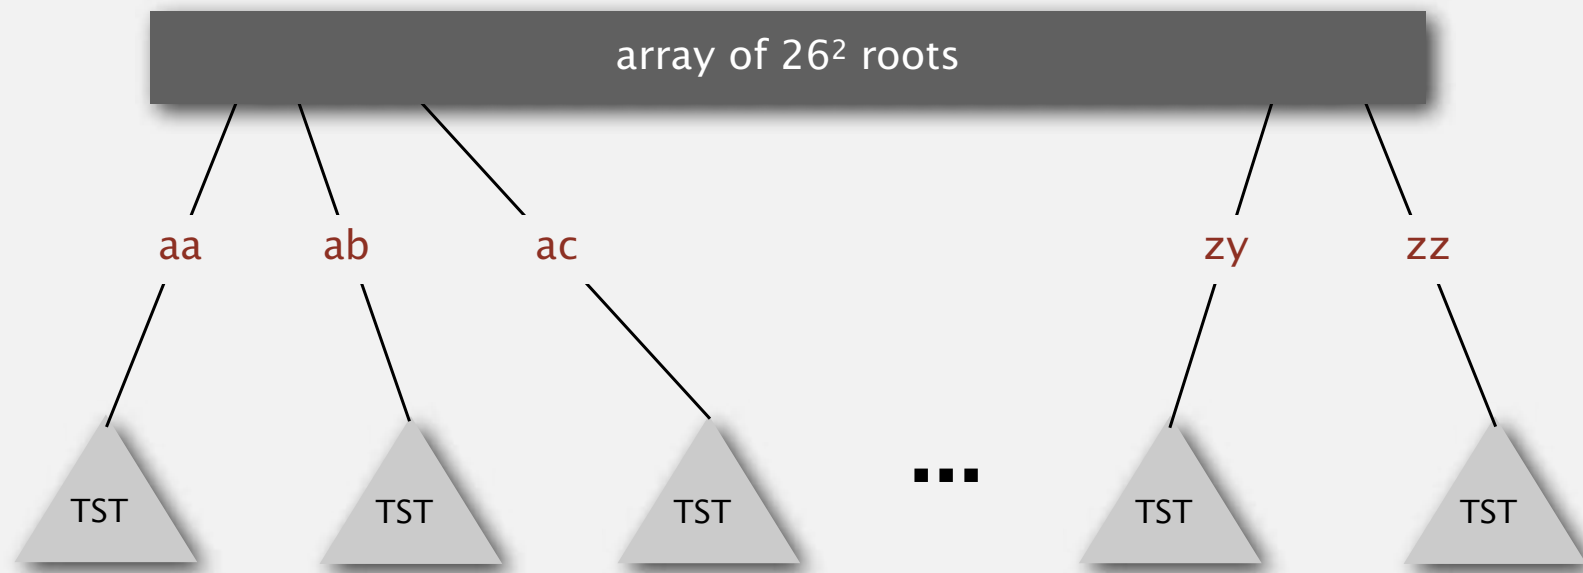 array of 26² roots
aa ab ac zy zz
...
TST TST TST TST TST